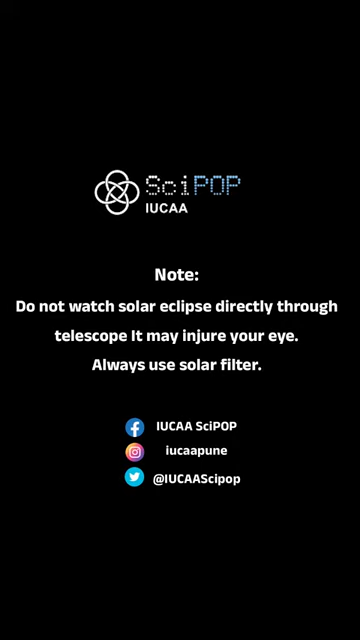 SciPOP
IUCAA
Note:
Do not watch solar eclipse directly through
telescope It may injure your eye.
Always use solar filter.
IUCAA SciPOP
iucaapune
@IUCAAScipop